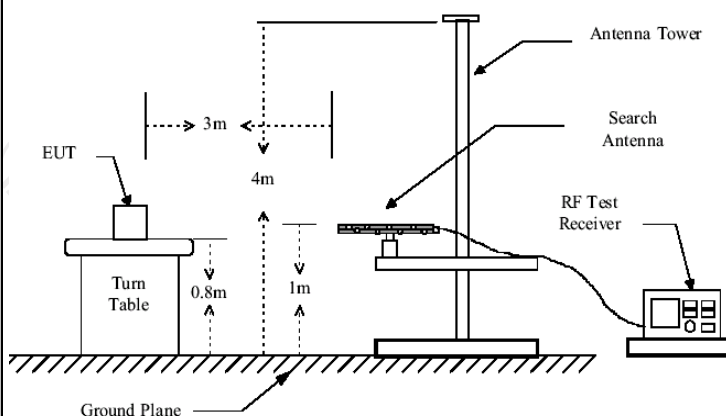 Antenna Tower
3m
Search
Antenna
EUT
4m
RF Test
Receiver
Turn
Table
0.8m
1m
Ground Plane